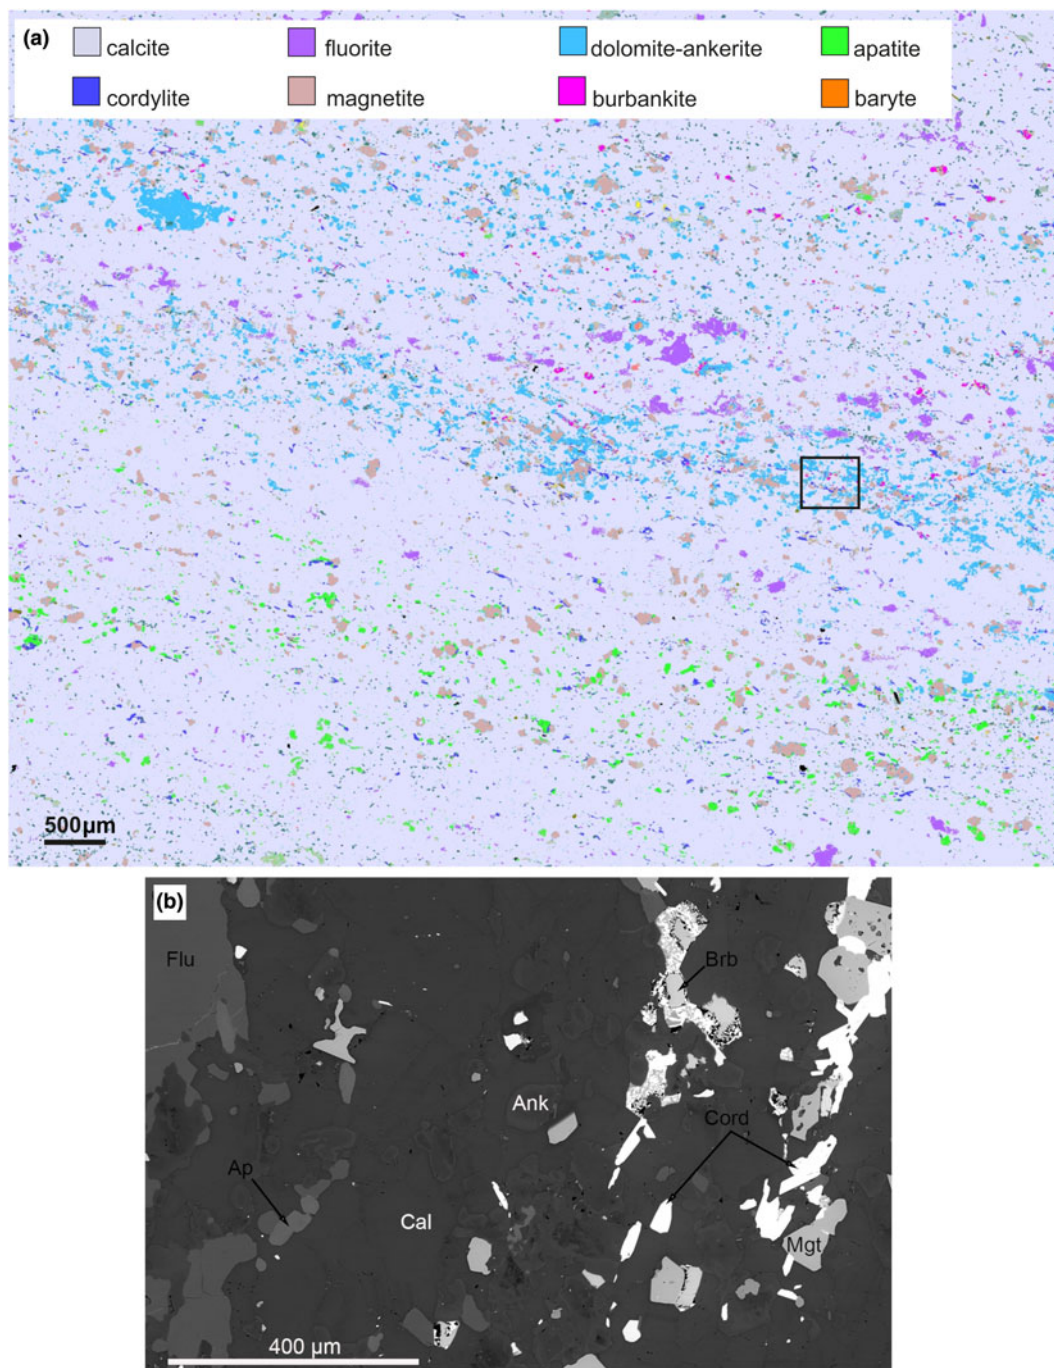 (a) calcite fluorite dolomite-ankerite apatite
cordylite magnetite burbankite baryte
500µm
(b)
Flu
Brb
Ank
Cord
Ap
Cal
Mgt
400 µm